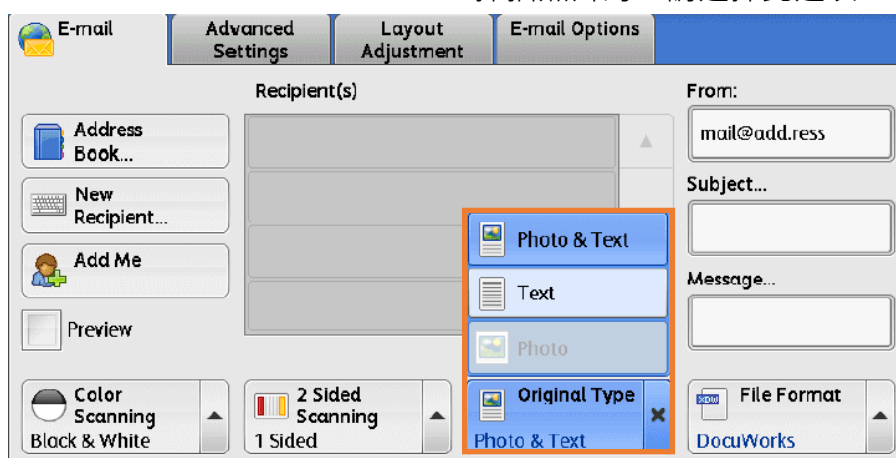 E-mail
Advanced
Settings
Layout
Adjustment
E-mail Options
Recipient(s)
From:
Address
Book...
mail@add.ress
New
Recipient...
Subject...
Photo & Text
Add Me
Text
Message...
Preview
Photo
Color
Scanning
Black & White
2 Sided
Scanning
1 Sided
Original Type
Photo & Text
XDW
File Format
DocuWorks